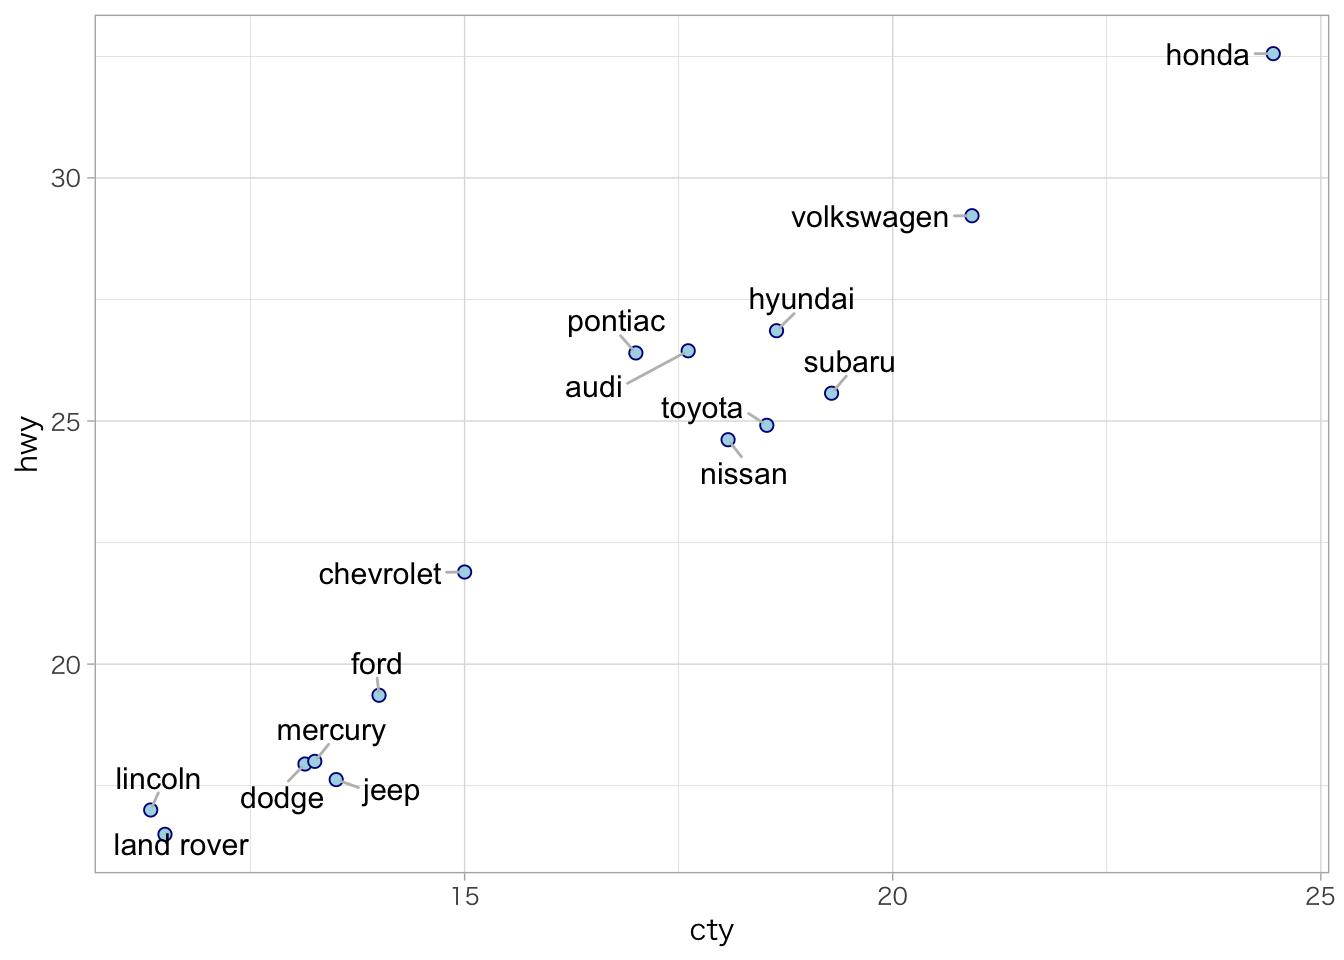 honda
30
volkswagen
hyundai
pontiac
subaru
audi
toyota
25
hwy
nissan
chevrolet
20
ford
mercury
lincoln
jeep
dodge
land rover
15
20
25
cty